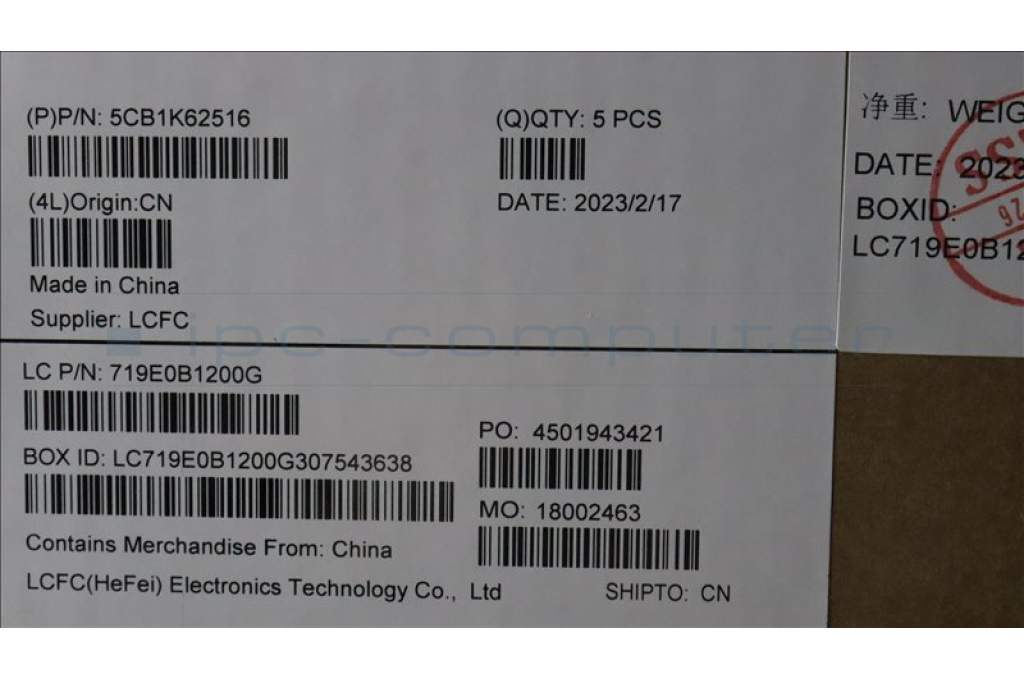 (P)P/N: 5CB1K62516
(Q)QTY: 5 PCS
(4L)Origin:CN
DATE: 2023/2/17
Made in China
Supplier: LCFC
净重:
DATE: 2023
BOXID:
LC719E0B12
ipc-computer
LC P/N: 719E0B1200G
PO: 4501943421
BOX ID: LC719E0B1200G307543638
MO: 18002463
Contains Merchandise From: China
LCFC(HeFei) Electronics Technology Co., Ltd
SHIPTO: CN